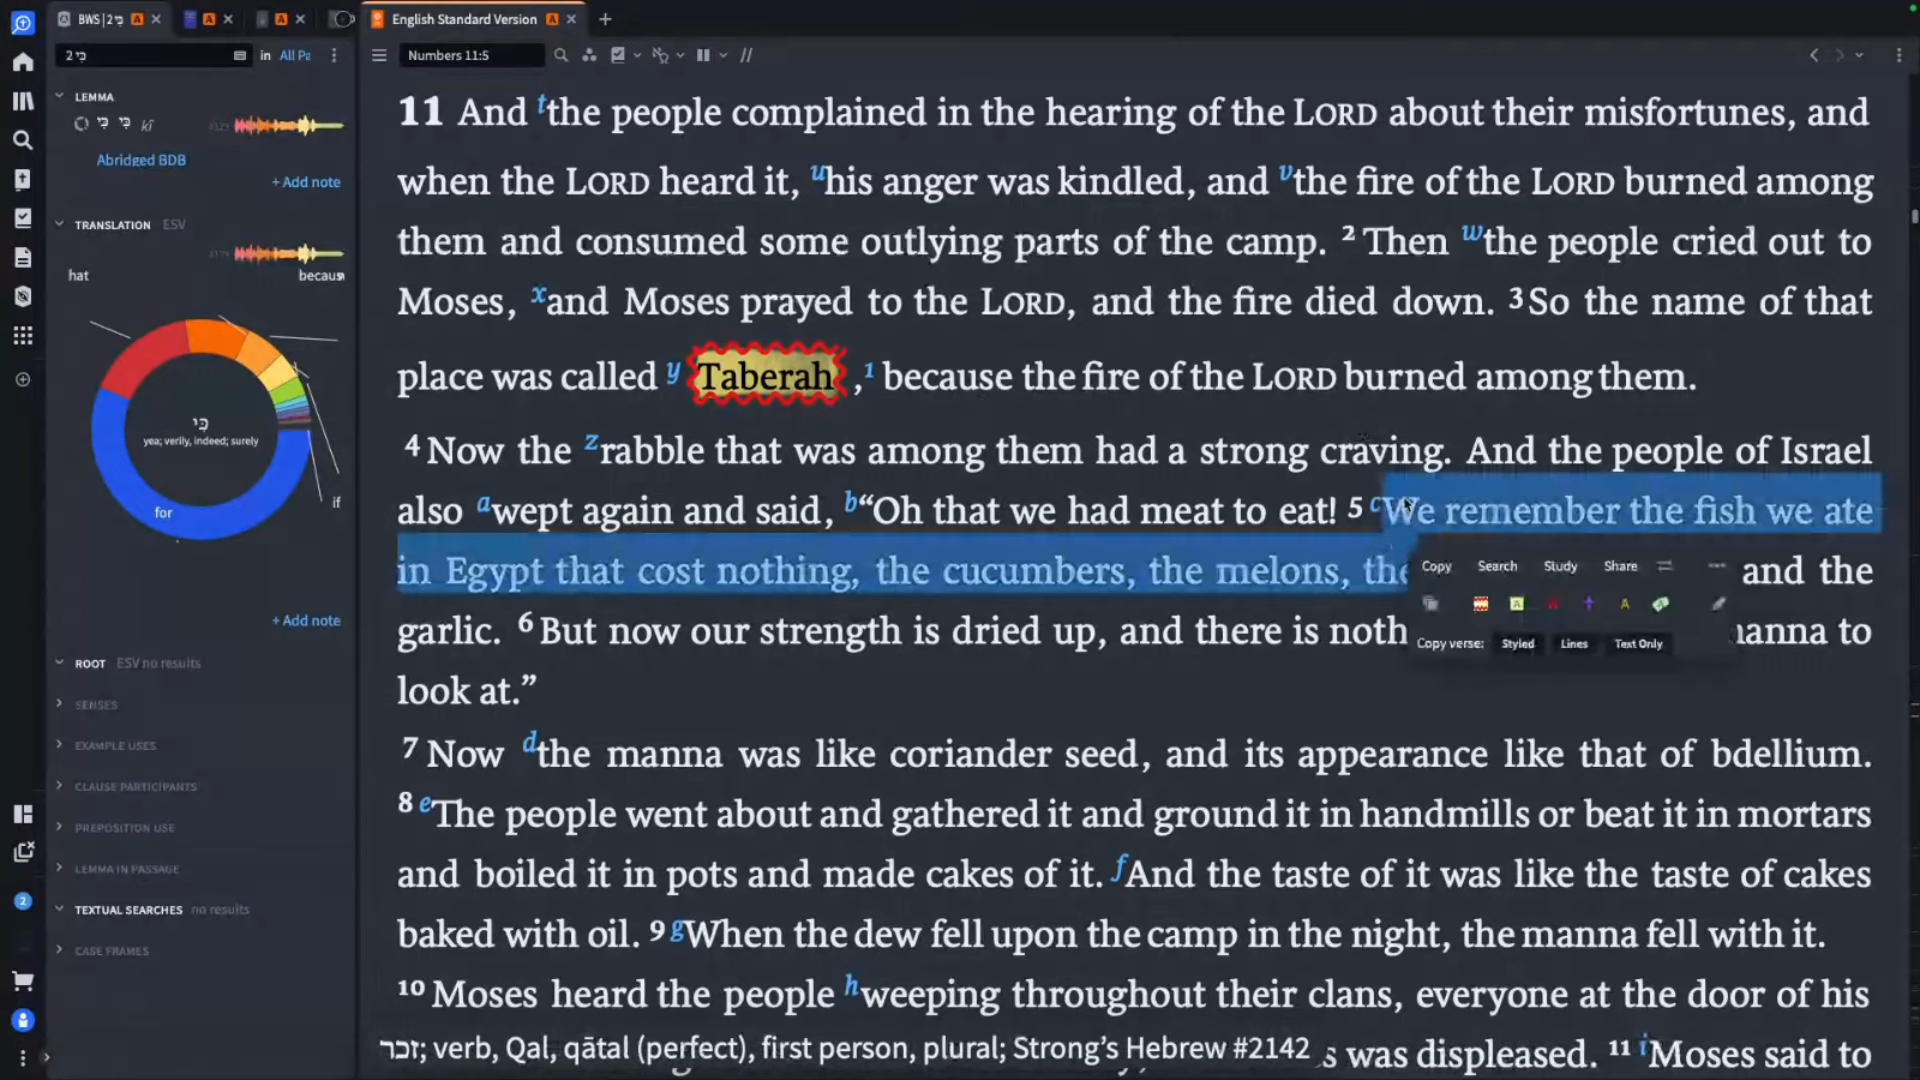 BWS | כִּי 2 A
A
A
English Standard Version A
כִּי 2
in All Pa
Numbers 11:5
LEMMA
כִּי כִּי kî
Abridged BDB
+ Add note
TRANSLATION ESV
hat
becaus
כִּי
yea; verily, indeed; surely
if
for
+ Add note
ROOT ESV no results
SENSES
EXAMPLE USES
CLAUSE PARTICIPANTS
PREPOSITION USE
LEMMA IN PASSAGE
TEXTUAL SEARCHES no results
CASE FRAMES
2
11 And t the people complained in the hearing of the LORD about their misfortunes, and
when the LORD heard it, u his anger was kindled, and v the fire of the LORD burned among
them and consumed some outlying parts of the camp. 2 Then w the people cried out to
Moses, x and Moses prayed to the LORD, and the fire died down. 3 So the name of that
place was called y Taberah ,1 because the fire of the LORD burned among them.
4 Now the z rabble that was among them had a strong craving. And the people of Israel
also a wept again and said, b “Oh that we had meat to eat! 5 c We remember the fish we ate
in Egypt that cost nothing, the cucumbers, the melons, the and the
garlic. 6 But now our strength is dried up, and there is noth manna to
look at.”
Copy Search Study Share
Copy verse: Styled Lines Text Only
7 Now d the manna was like coriander seed, and its appearance like that of bdellium.
8 e The people went about and gathered it and ground it in handmills or beat it in mortars
and boiled it in pots and made cakes of it. f And the taste of it was like the taste of cakes
baked with oil. 9 g When the dew fell upon the camp in the night, the manna fell with it.
10 Moses heard the people h weeping throughout their clans, everyone at the door of his
זכר; verb, Qal, qātal (perfect), first person, plural; Strong’s Hebrew #2142 s was displeased. 11 i Moses said to